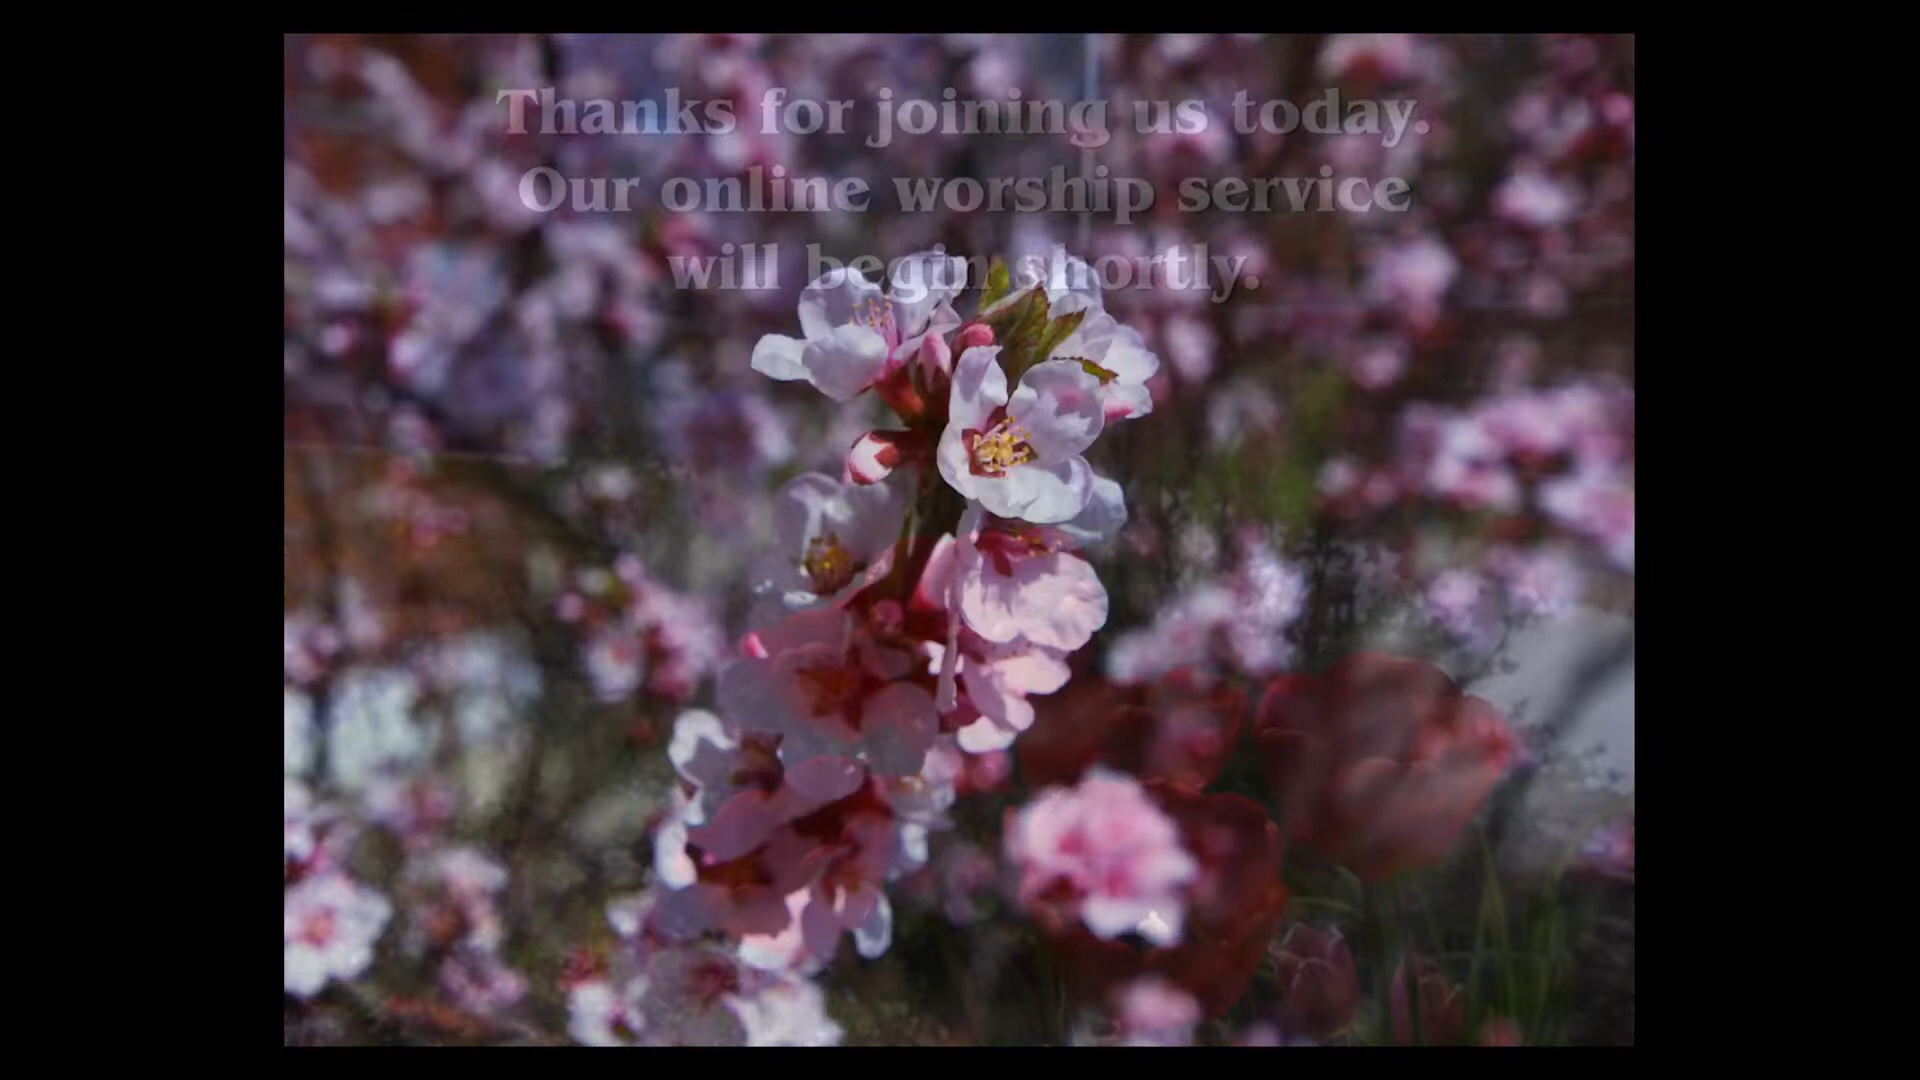 Thanks for joining us today.
Our online worship service
will begin shortly.